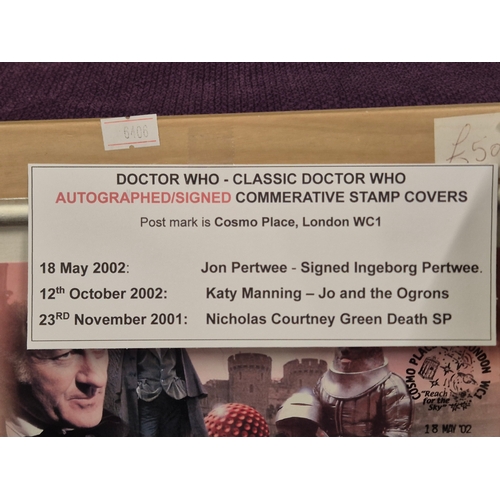 6406
£50
DOCTOR WHO - CLASSIC DOCTOR WHO
AUTOGRAPHED/SIGNED COMMERATIVE STAMP COVERS
Post mark is Cosmo Place, London WC1
18 May 2002: Jon Pertwee - Signed Ingeborg Pertwee.
12th October 2002: Katy Manning – Jo and the Ogrons
23RD November 2001: Nicholas Courtney Green Death SP
COSMO PLACE LONDON WC1
"Reach
for the
Sky"
18 MAY '02